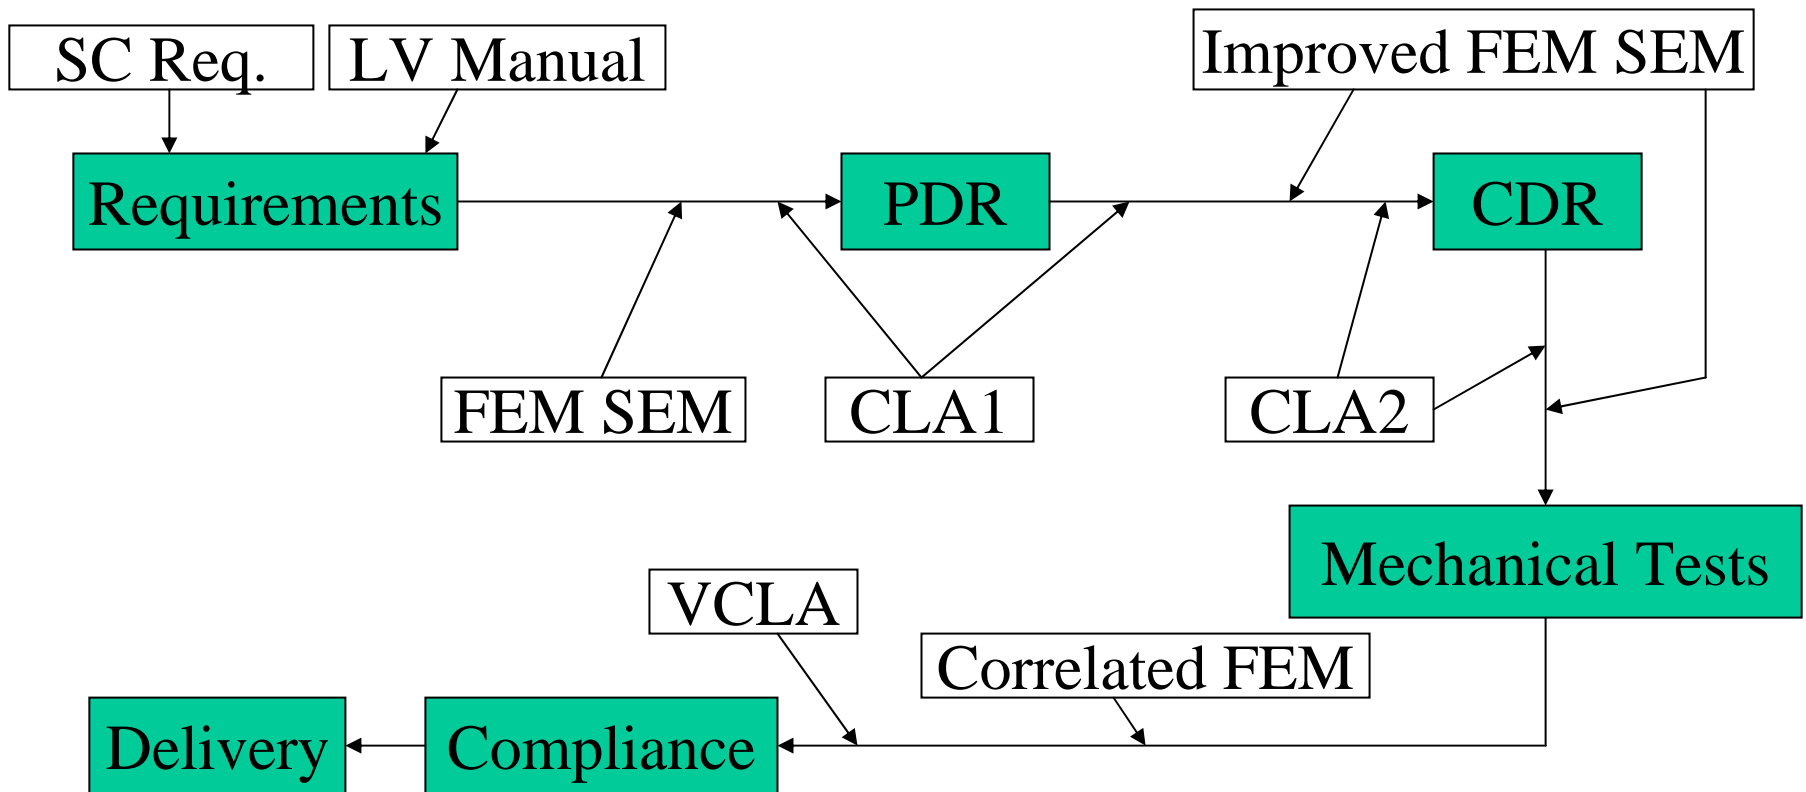 SC Req.
LV Manual
Improved FEM SEM
Requirements
PDR
CDR
FEM SEM
CLA1
CLA2
Mechanical Tests
VCLA
Correlated FEM
Delivery
Compliance